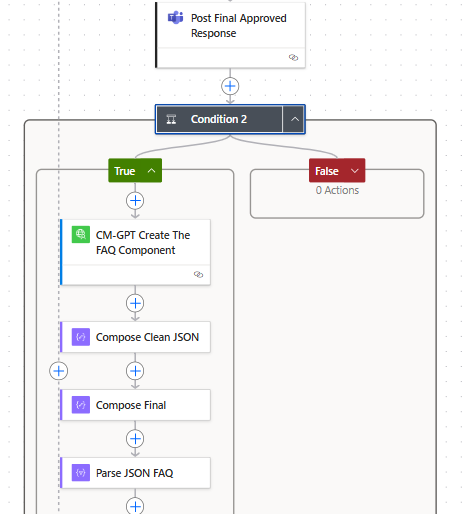 Post Final Approved
Response
Condition 2
True
False
0 Actions
CM-GPT Create The
FAQ Component
Compose Clean JSON
Compose Final
Parse JSON FAQ